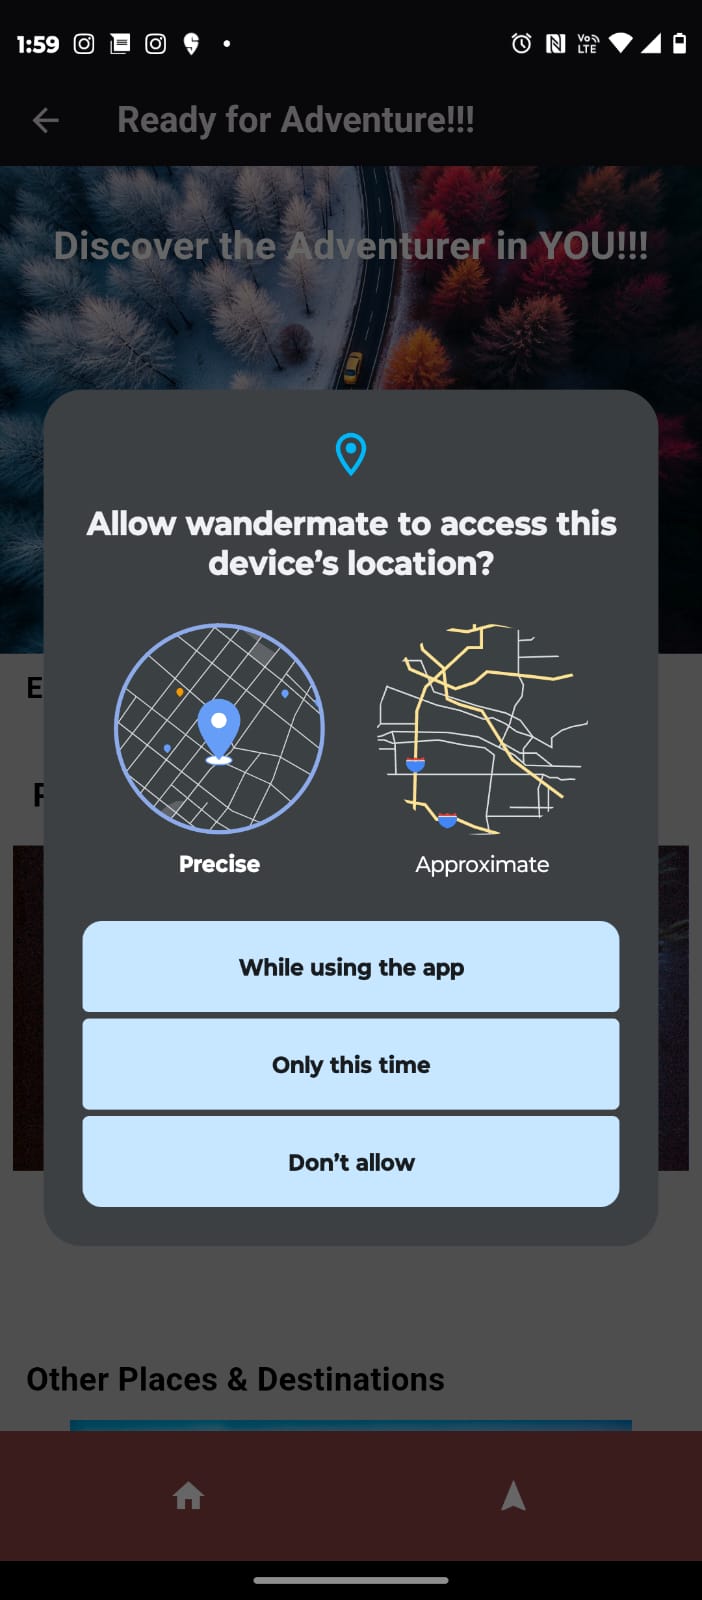 1:59
Vo
LTE
Ready for Adventure!!!
Discover the Adventurer in YOU!!!
Allow wandermate to access this
device's location?
E
Precise
Approximate
While using the app
Only this time
Don't allow
Other Places & Destinations